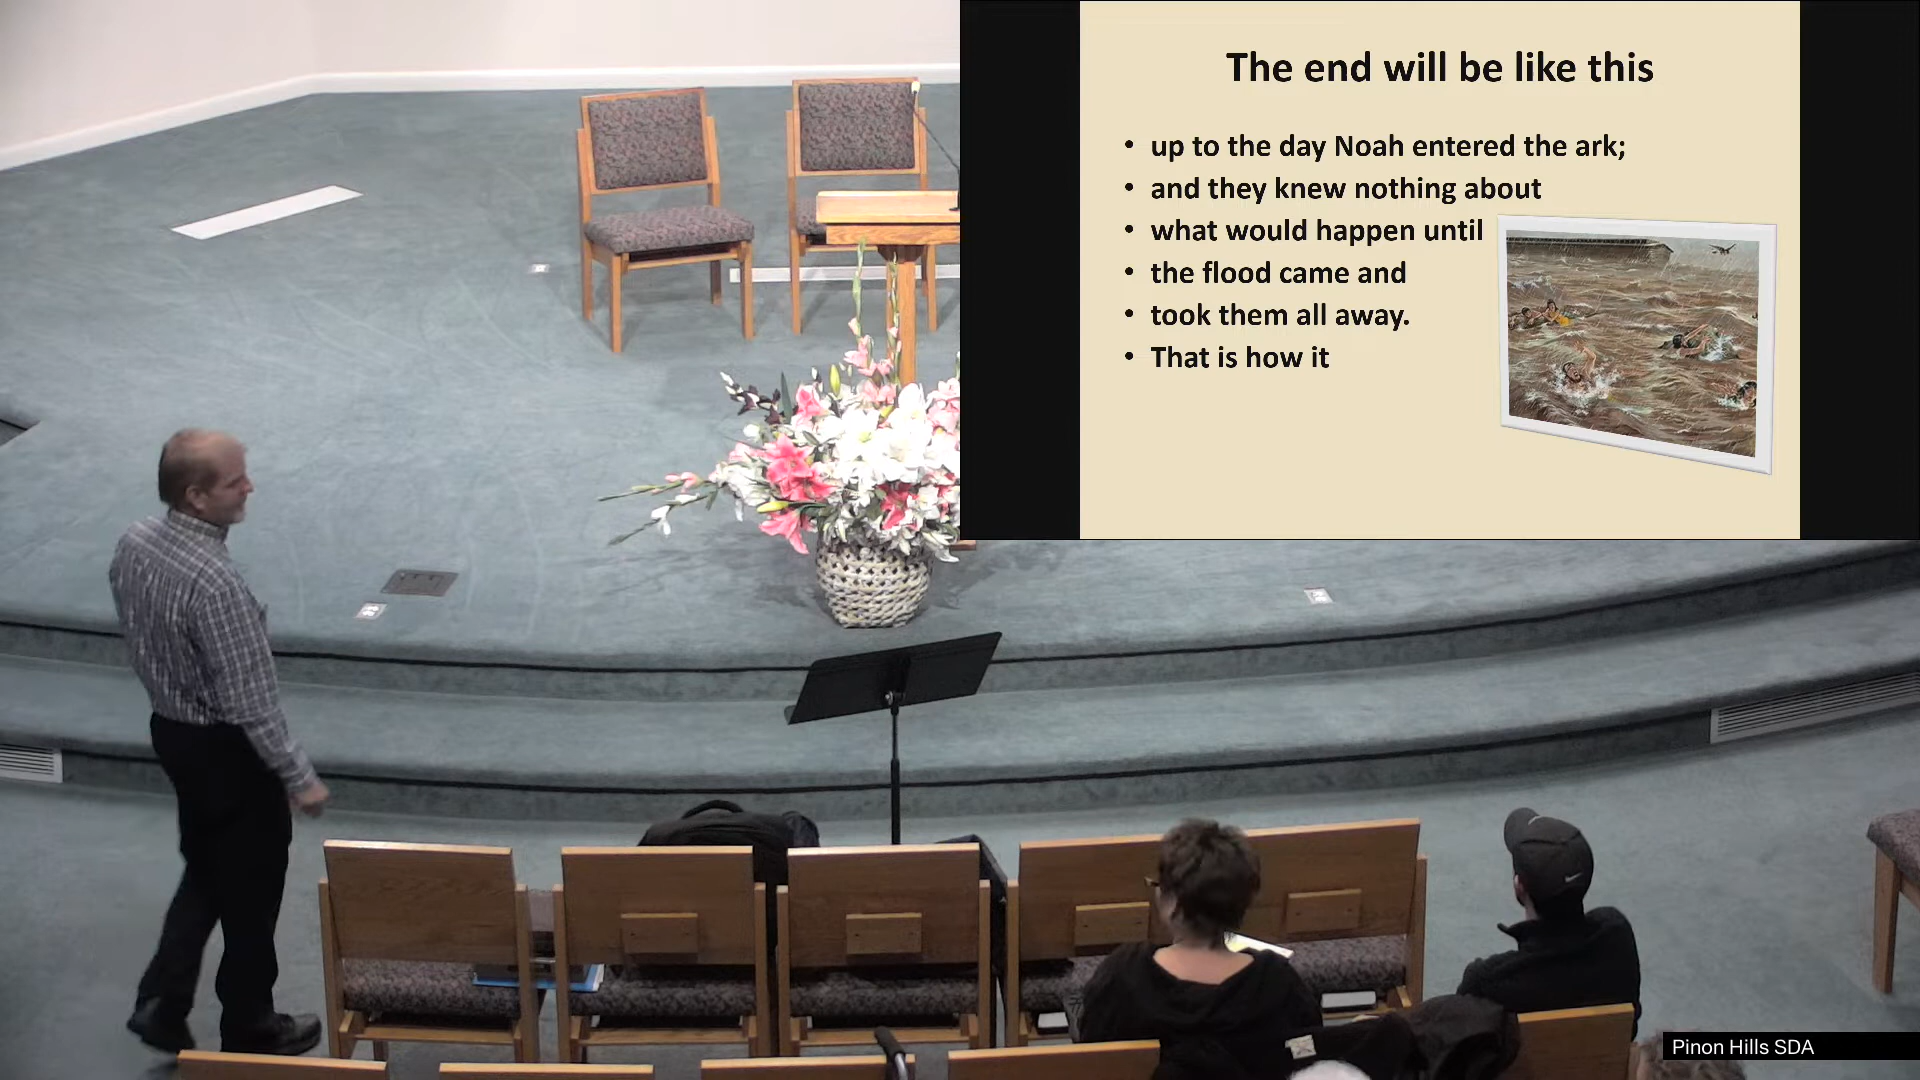 The end will be like this
• up to the day Noah entered the ark;
• and they knew nothing about
• what would happen until
• the flood came and
• took them all away.
• That is how it
Pinon Hills SDA